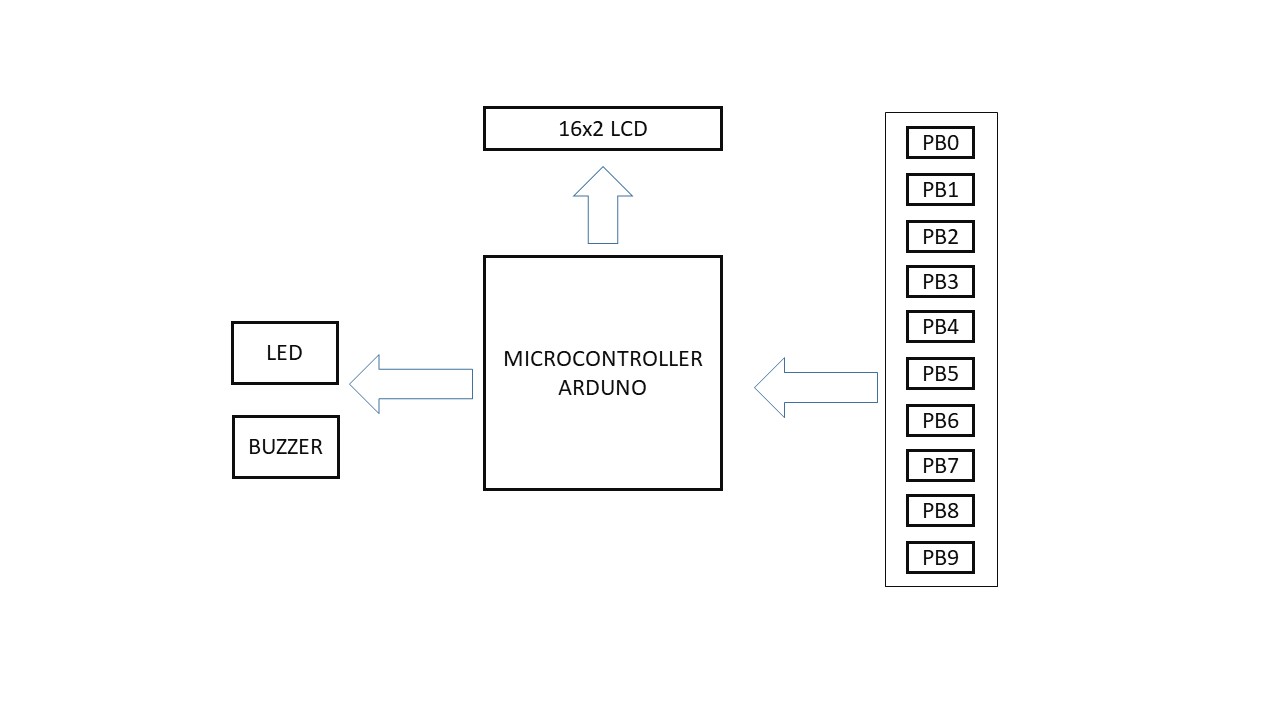 16x2 LCD
PB0
PB1
PB2
PB3
PB4
PB5
PB6
PB7
PB8
PB9
MICROCONTROLLER
ARDUNO
LED
BUZZER